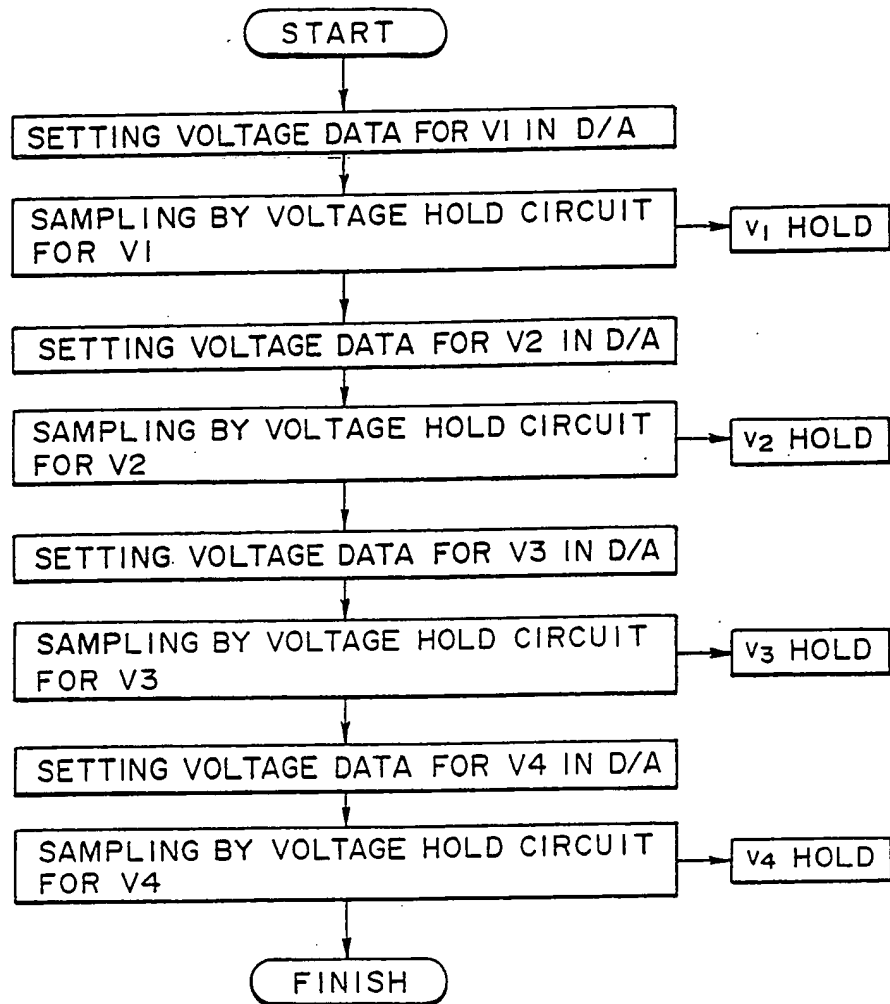 START
SETTING VOLTAGE DATA FOR V1 IN D/A
SAMPLING BY VOLTAGE HOLD CIRCUIT
FOR V1
V1 HOLD
SETTING VOLTAGE DATA FOR V2 IN D/A
SAMPLING BY VOLTAGE HOLD CIRCUIT
FOR V2
V2 HOLD
SETTING VOLTAGE DATA FOR V3 IN D/A
SAMPLING BY VOLTAGE HOLD CIRCUIT
FOR V3
V3 HOLD
SETTING VOLTAGE DATA FOR V4 IN D/A
SAMPLING BY VOLTAGE HOLD CIRCUIT
FOR V4
V4 HOLD
FINISH